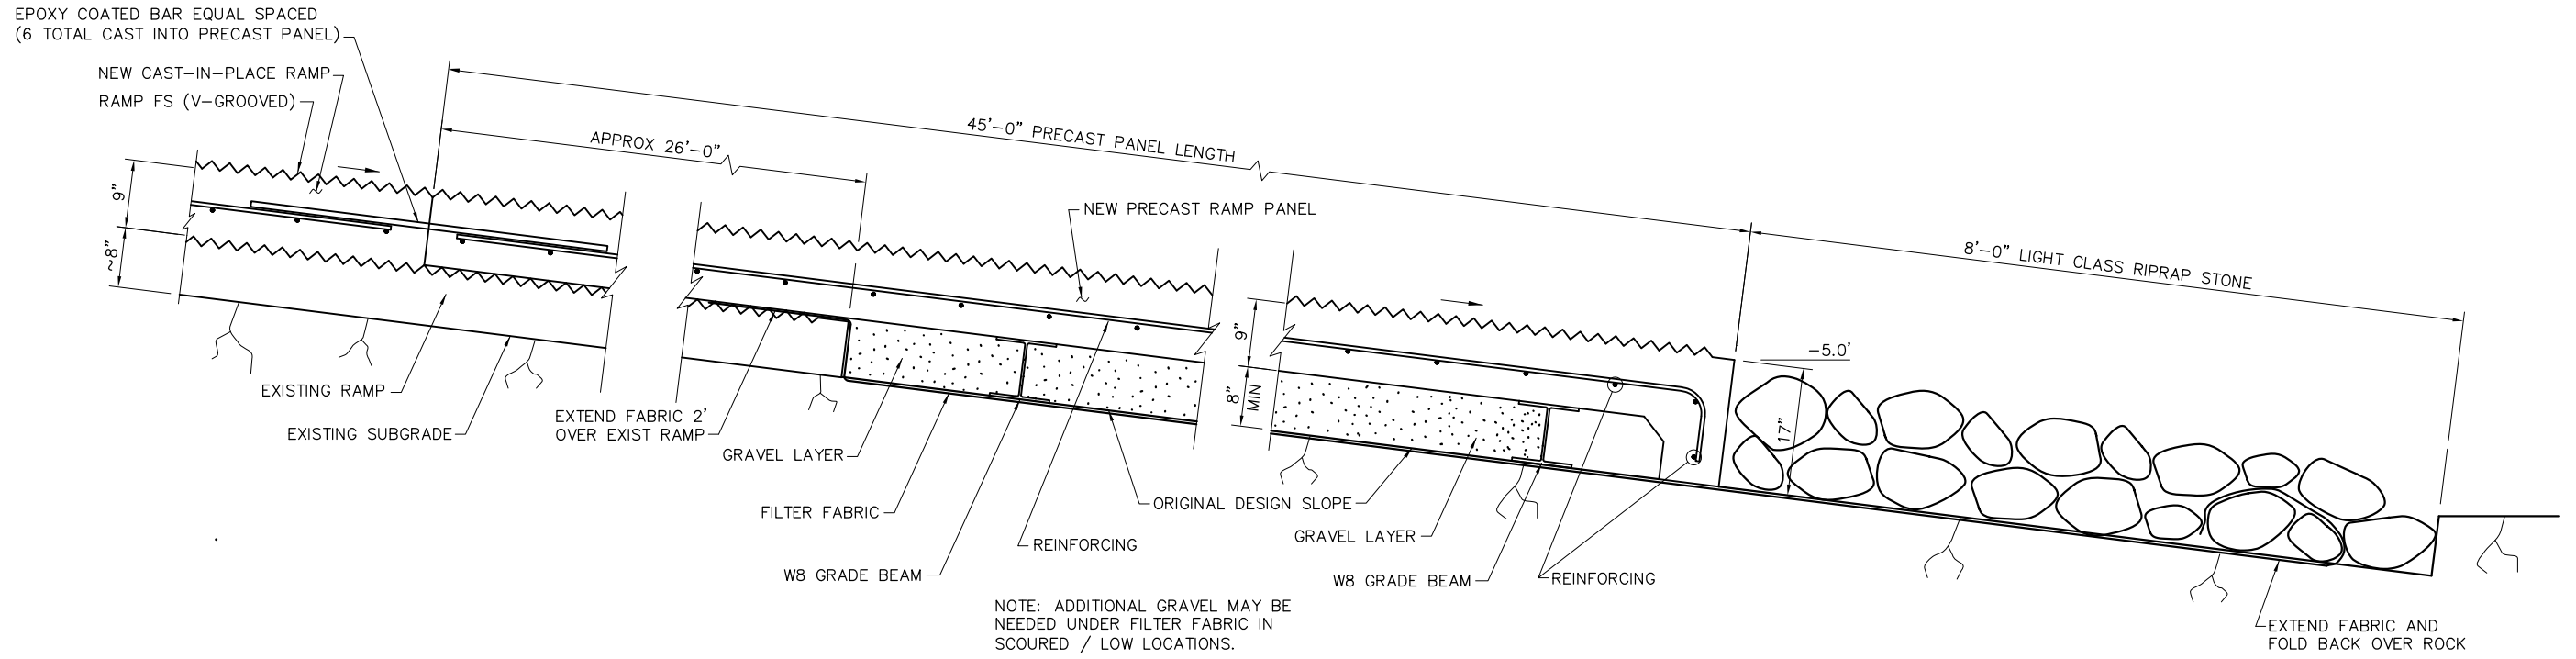 EPOXY COATED BAR EQUAL SPACED
(6 TOTAL CAST INTO PRECAST PANEL)
NEW CAST-IN-PLACE RAMP
RAMP FS (V-GROOVED)
45'-0" PRECAST PANEL LENGTH
APPROX 26'-0"
NEW PRECAST RAMP PANEL
8'-0" LIGHT CLASS RIPRAP STONE
9"
~8"
9"
8"
MIN
-5.0'
17"
EXISTING RAMP
EXISTING SUBGRADE
EXTEND FABRIC 2'
OVER EXIST RAMP
GRAVEL LAYER
FILTER FABRIC
W8 GRADE BEAM
REINFORCING
ORIGINAL DESIGN SLOPE
GRAVEL LAYER
W8 GRADE BEAM
REINFORCING
NOTE: ADDITIONAL GRAVEL MAY BE
NEEDED UNDER FILTER FABRIC IN
SCOURED / LOW LOCATIONS.
EXTEND FABRIC AND
FOLD BACK OVER ROCK